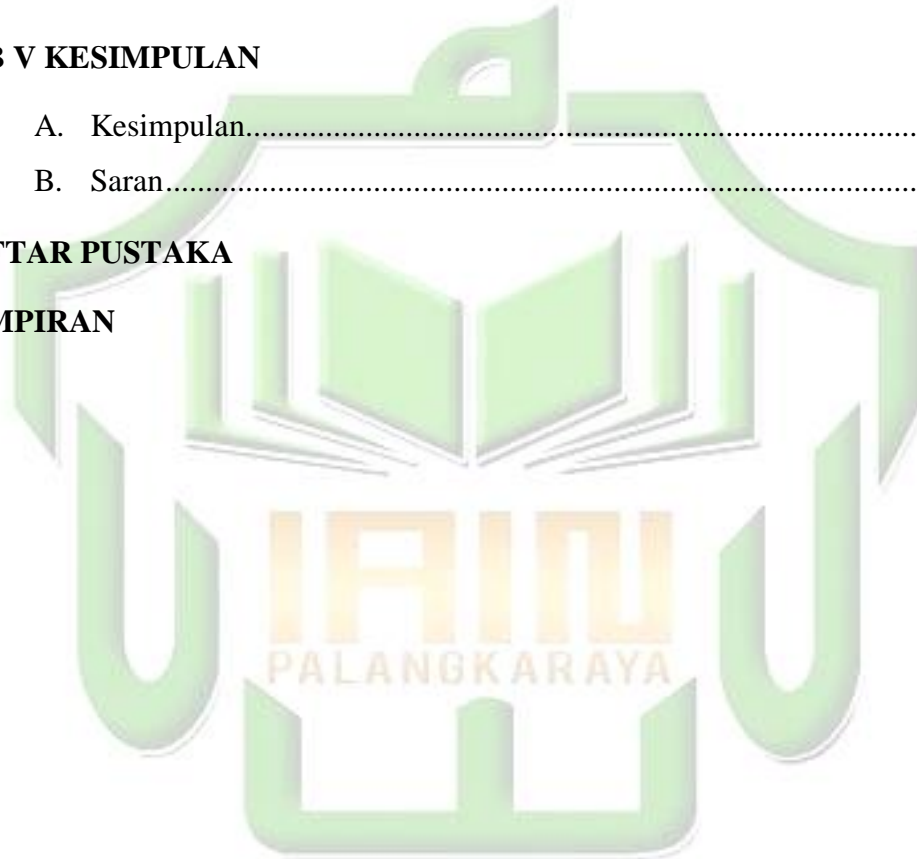 B V KESIMPULAN
A. Kesimpulan..................................................................................
B. Saran............................................................................................
TAR PUSTAKA
MPIRAN
IAIN
PALANGKARAYA